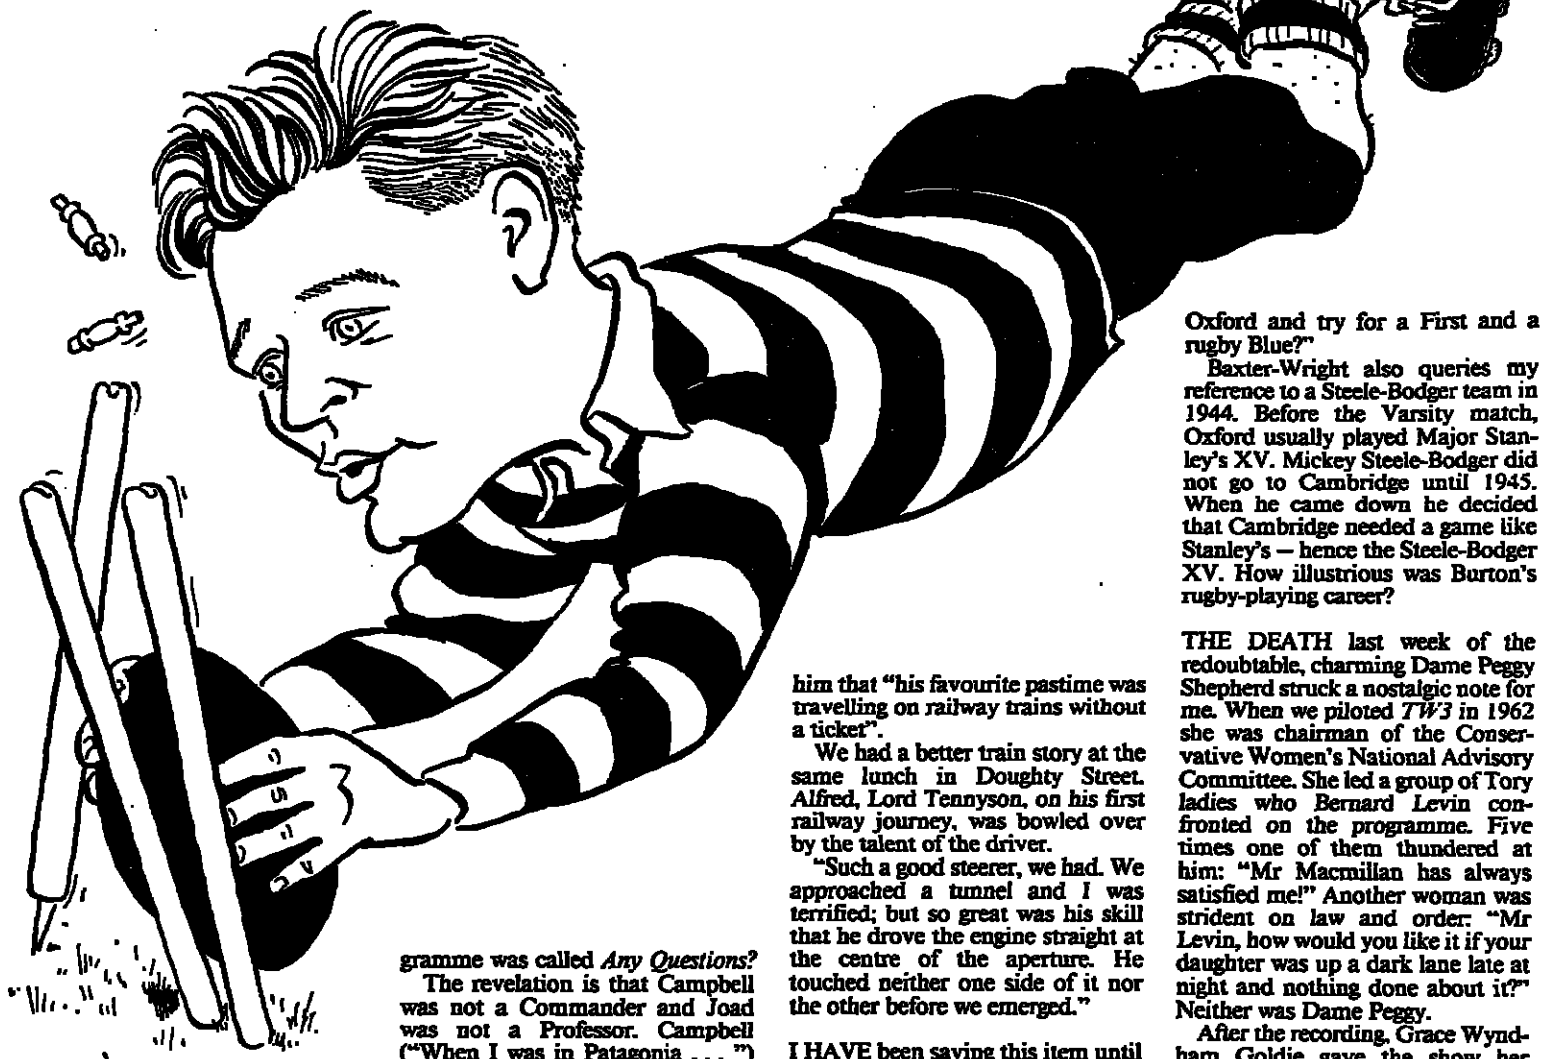 gramme was called Any Questions?
The revelation is that Campbell
was not a Commander and Joad
was not a Professor. Campbell
(“When I was in Patagonia . . . ”)
him that “his favourite pastime was
travelling on railway trains without
a ticket”.
We had a better train story at the
same lunch in Doughty Street.
Alfred, Lord Tennyson, on his first
railway journey, was bowled over
by the talent of the driver.
“Such a good steerer, we had. We
approached a tunnel and I was
terrified; but so great was his skill
that he drove the engine straight at
the centre of the aperture. He
touched neither one side of it nor
the other before we emerged.”
I HAVE been saving this item until
Oxford and try for a First and a
rugby Blue?”
Baxter-Wright also queries my
reference to a Steele-Bodger team in
1944. Before the Varsity match,
Oxford usually played Major Stan-
ley’s XV. Mickey Steele-Bodger did
not go to Cambridge until 1945.
When he came down he decided
that Cambridge needed a game like
Stanley’s — hence the Steele-Bodger
XV. How illustrious was Burton’s
rugby-playing career?
THE DEATH last week of the
redoubtable, charming Dame Peggy
Shepherd struck a nostalgic note for
me. When we piloted TW3 in 1962
she was chairman of the Conser-
vative Women’s National Advisory
Committee. She led a group of Tory
ladies who Bernard Levin con-
fronted on the programme. Five
times one of them thundered at
him: “Mr Macmillan has always
satisfied me!” Another woman was
strident on law and order: “Mr
Levin, how would you like it if your
daughter was up a dark lane late at
night and nothing done about it?”
Neither was Dame Peggy.
After the recording, Grace Wynd-
ham Goldie gave the show her